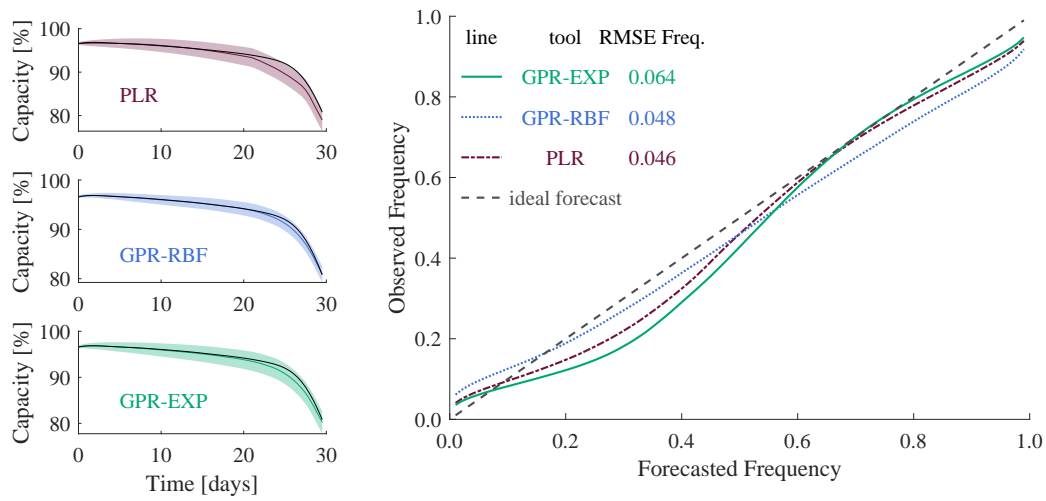 100
90
80
Capacity [%]
PLR
0 10 20 30
100
90
80
Capacity [%]
GPR-RBF
0 10 20 30
100
90
80
Capacity [%]
GPR-EXP
0 10 20 30
Time [days]
line tool RMSE Freq.
GPR-EXP 0.064
GPR-RBF 0.048
PLR 0.046
ideal forecast
1.0
0.8
0.6
0.4
0.2
0.0
Observed Frequency
0.0 0.2 0.4 0.6 0.8 1.0
Forecasted Frequency